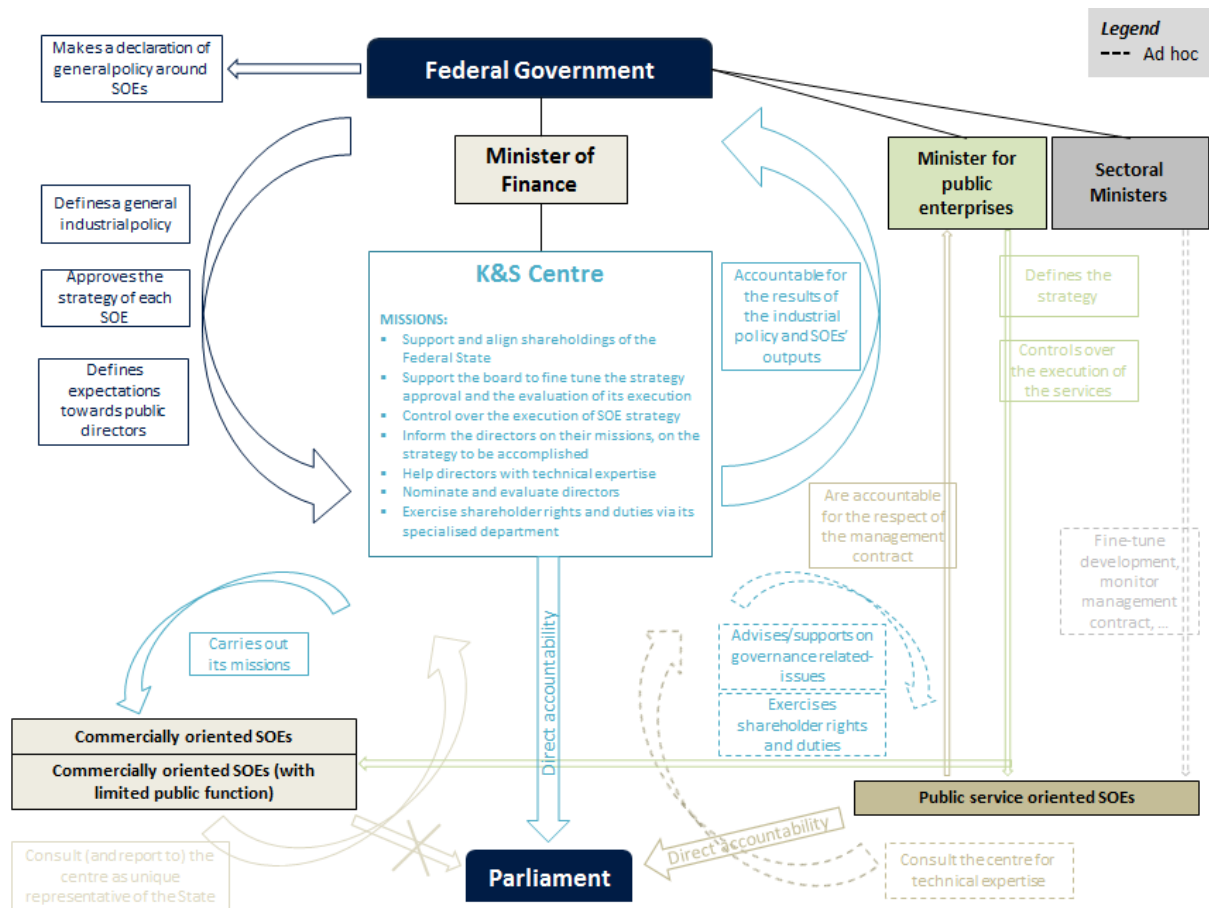 Legend
Ad hoc
Makes a declaration of
general policy around
SOEs
Federal Government
Minister of
Finance
Minister for
public
enterprises
Sectoral
Ministers
Definesa general
industrial policy
Approves the
strategy of each
SOE
Defines
expectations
towards public
directors
K&S Centre
MISSIONS:
▪ Support and align shareholdings of the
Federal State
▪ Support the board to fine tune the strategy
approval and the evaluation of its execution
▪ Control over the execution of SOE strategy
▪ Inform the directors on their missions, on the
strategy to be accomplished
▪ Help directors with technical expertise
▪ Nominate and evaluate directors
▪ Exercise shareholder rights and duties via its
specialised department
Accountable for
the results of
the industrial
policy and SOEs'
outputs
Defines the
strategy
Controls over
the execution of
the services
Are accountable
for the respect of
the management
contract
Fine-tune
development,
monitor
management
contract, ...
Carries out
its missions
Direct accountability
Advises/supports on
governance related-
issues
Exercises
shareholder rights
and duties
Commercially oriented SOEs
Commercially oriented SOEs (with
limited public function)
Public service oriented SOEs
Direct accountability
Consult (and report to) the
centre as unique
representative of the State
Parliament
Consult the centre for
technical expertise